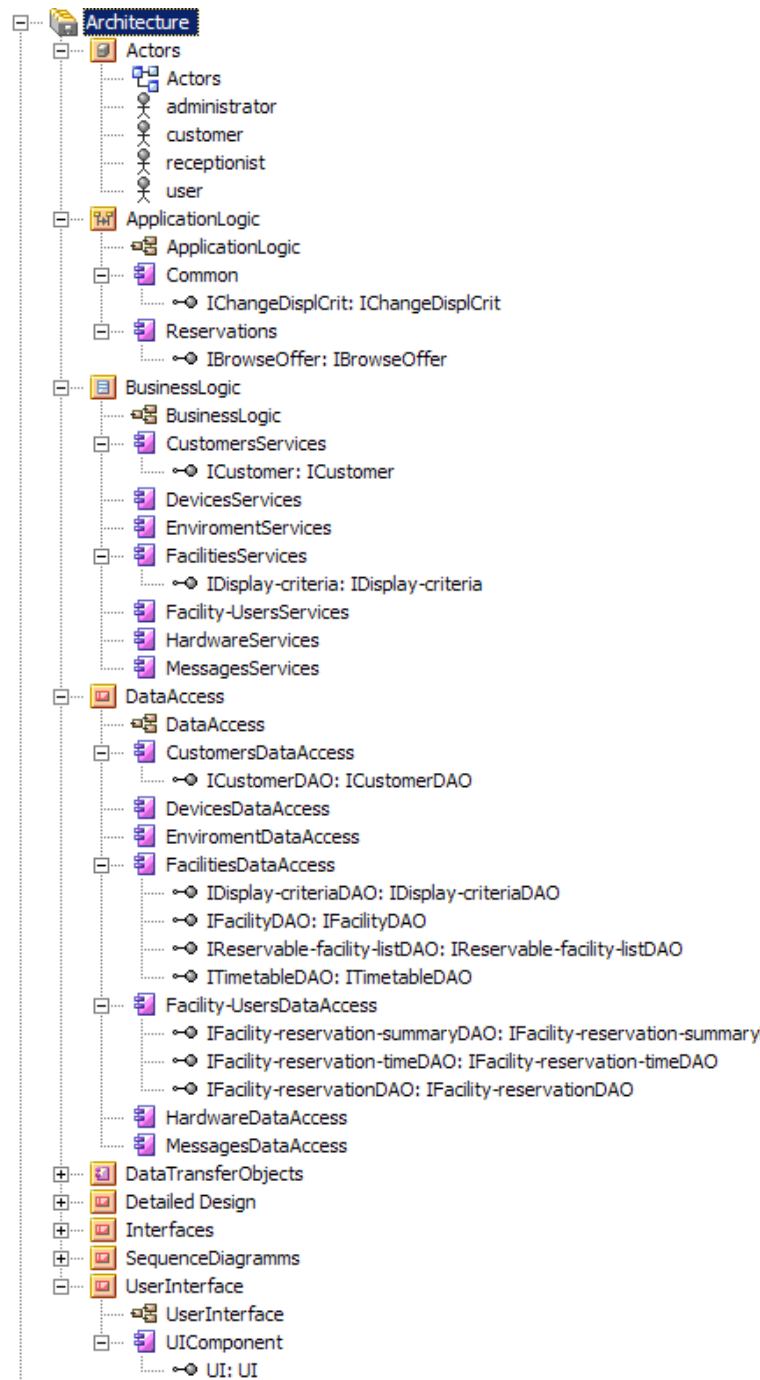 Architecture
Actors
Actors
administrator
customer
receptionist
user
ApplicationLogic
ApplicationLogic
Common
IChangeDisplCrit: IChangeDisplCrit
Reservations
IBrowseOffer: IBrowseOffer
BusinessLogic
BusinessLogic
CustomersServices
ICustomer: ICustomer
DevicesServices
EnviromentServices
FacilitiesServices
IDisplay-criteria: IDisplay-criteria
Facility-UsersServices
HardwareServices
MessagesServices
DataAccess
DataAccess
CustomersDataAccess
ICustomerDAO: ICustomerDAO
DevicesDataAccess
EnviromentDataAccess
FacilitiesDataAccess
IDisplay-criteriaDAO: IDisplay-criteriaDAO
IFacilityDAO: IFacilityDAO
IReservable-facility-listDAO: IReservable-facility-listDAO
ITimetableDAO: ITimetableDAO
Facility-UsersDataAccess
IFacility-reservation-summaryDAO: IFacility-reservation-summary
IFacility-reservation-timeDAO: IFacility-reservation-timeDAO
IFacility-reservationDAO: IFacility-reservationDAO
HardwareDataAccess
MessagesDataAccess
DataTransferObjects
Detailed Design
Interfaces
SequenceDiagramms
UserInterface
UserInterface
UIComponent
UI: UI